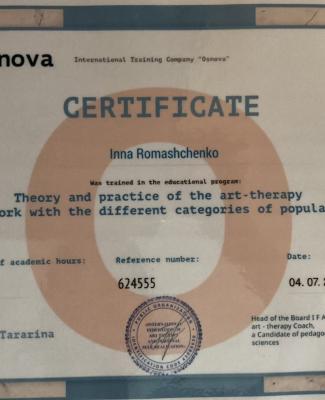 nova
International Training Company "Osnova"
CERTIFICATE
Inna Romashchenko
Was trained in the educational program:
Theory and practice of the art-therapy
ork with the different categories of popula
f academic hours: Reference number: Date:
624555 04. 07.
Tararina
Head of the Board I F A
art - therapy Coach,
a Candidate of pedagog
sciences